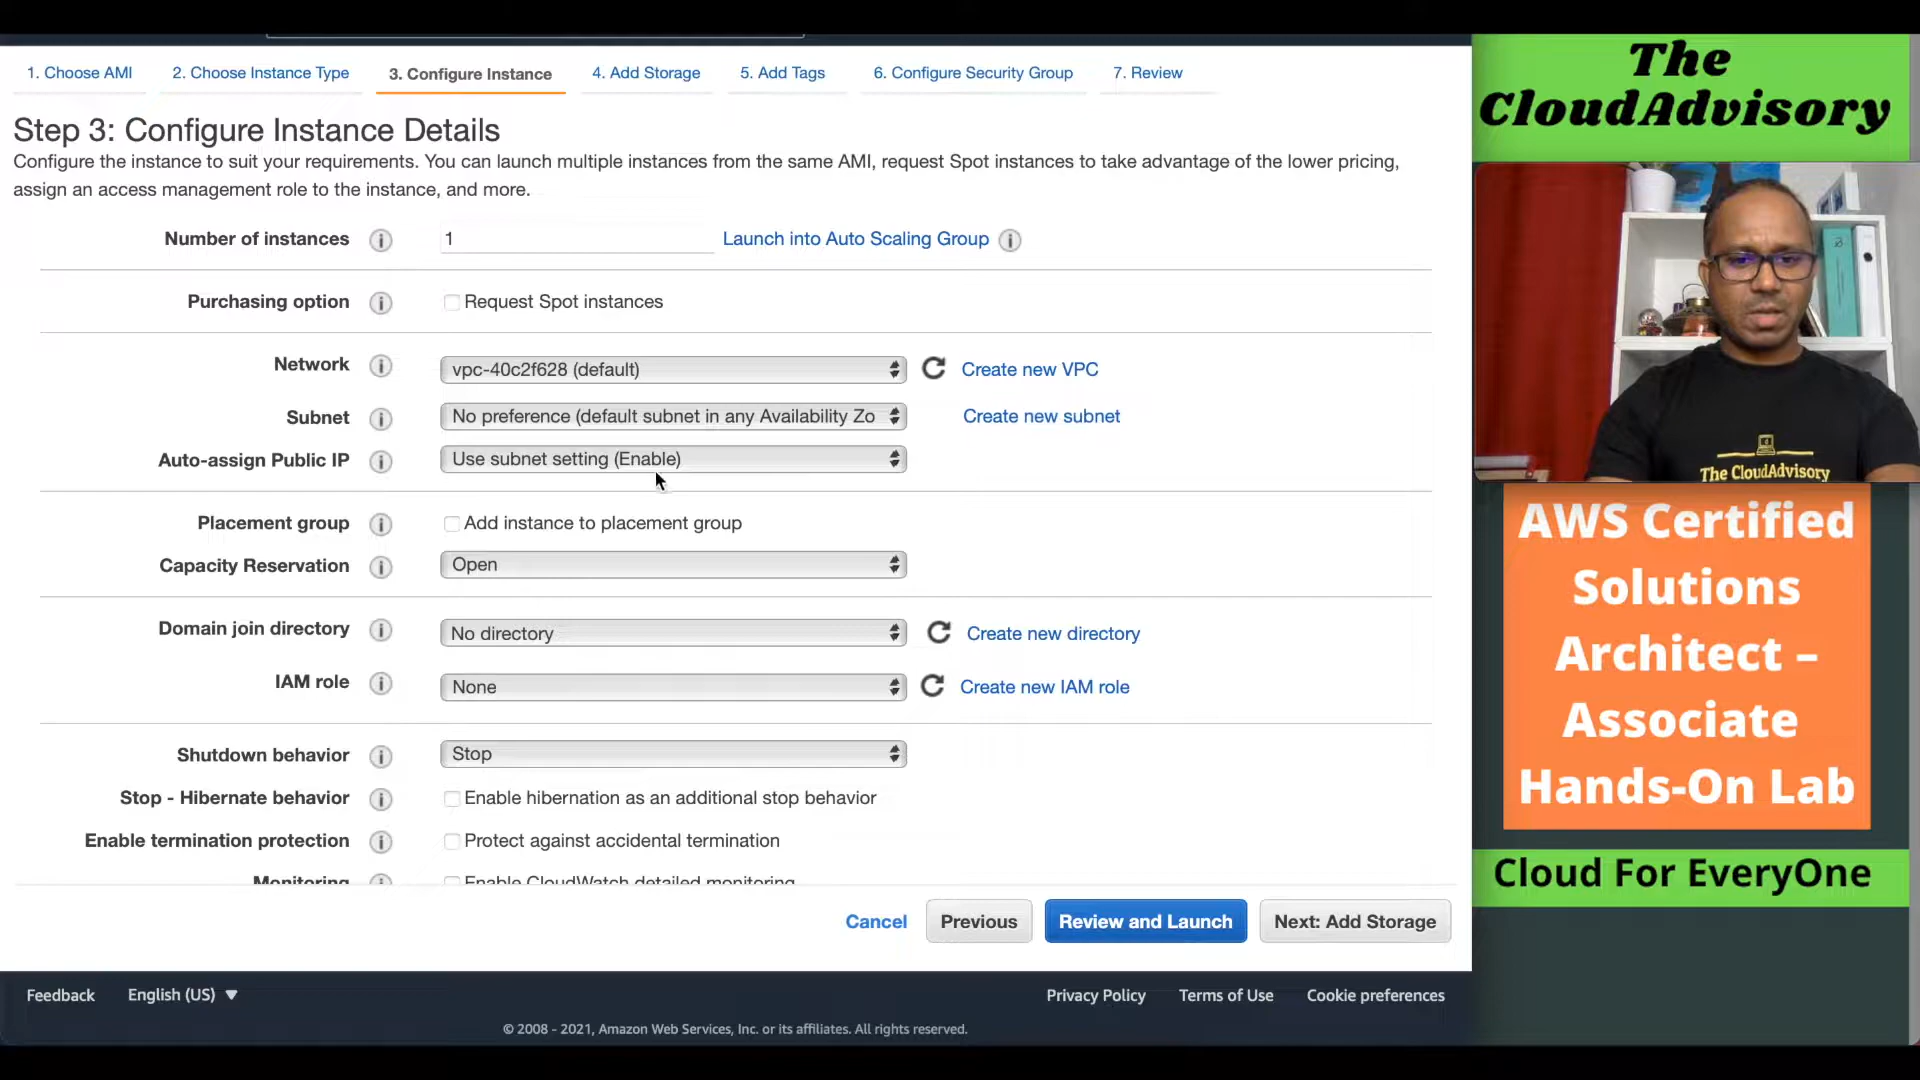 1. Choose AMI
2. Choose Instance Type
3. Configure Instance
4. Add Storage
5. Add Tags
6. Configure Security Group
7. Review
Step 3: Configure Instance Details
Configure the instance to suit your requirements. You can launch multiple instances from the same AMI, request Spot instances to take advantage of the lower pricing,
assign an access management role to the instance, and more.
Number of instances i 1 Launch into Auto Scaling Group i
Purchasing option i Request Spot instances
Network i vpc-40c2f628 (default) Create new VPC
Subnet i No preference (default subnet in any Availability Zo Create new subnet
Auto-assign Public IP i Use subnet setting (Enable)
Placement group i Add instance to placement group
Capacity Reservation i Open
Domain join directory i No directory Create new directory
IAM role i None Create new IAM role
Shutdown behavior i Stop
Stop - Hibernate behavior i Enable hibernation as an additional stop behavior
Enable termination protection i Protect against accidental termination
Monitoring i Enable CloudWatch detailed monitoring
Cancel Previous Review and Launch Next: Add Storage
Feedback English (US) Privacy Policy Terms of Use Cookie preferences
© 2008 - 2021, Amazon Web Services, Inc. or its affiliates. All rights reserved.
The
CloudAdvisory
The CloudAdvisory
AWS Certified
Solutions
Architect –
Associate
Hands-On Lab
Cloud For EveryOne